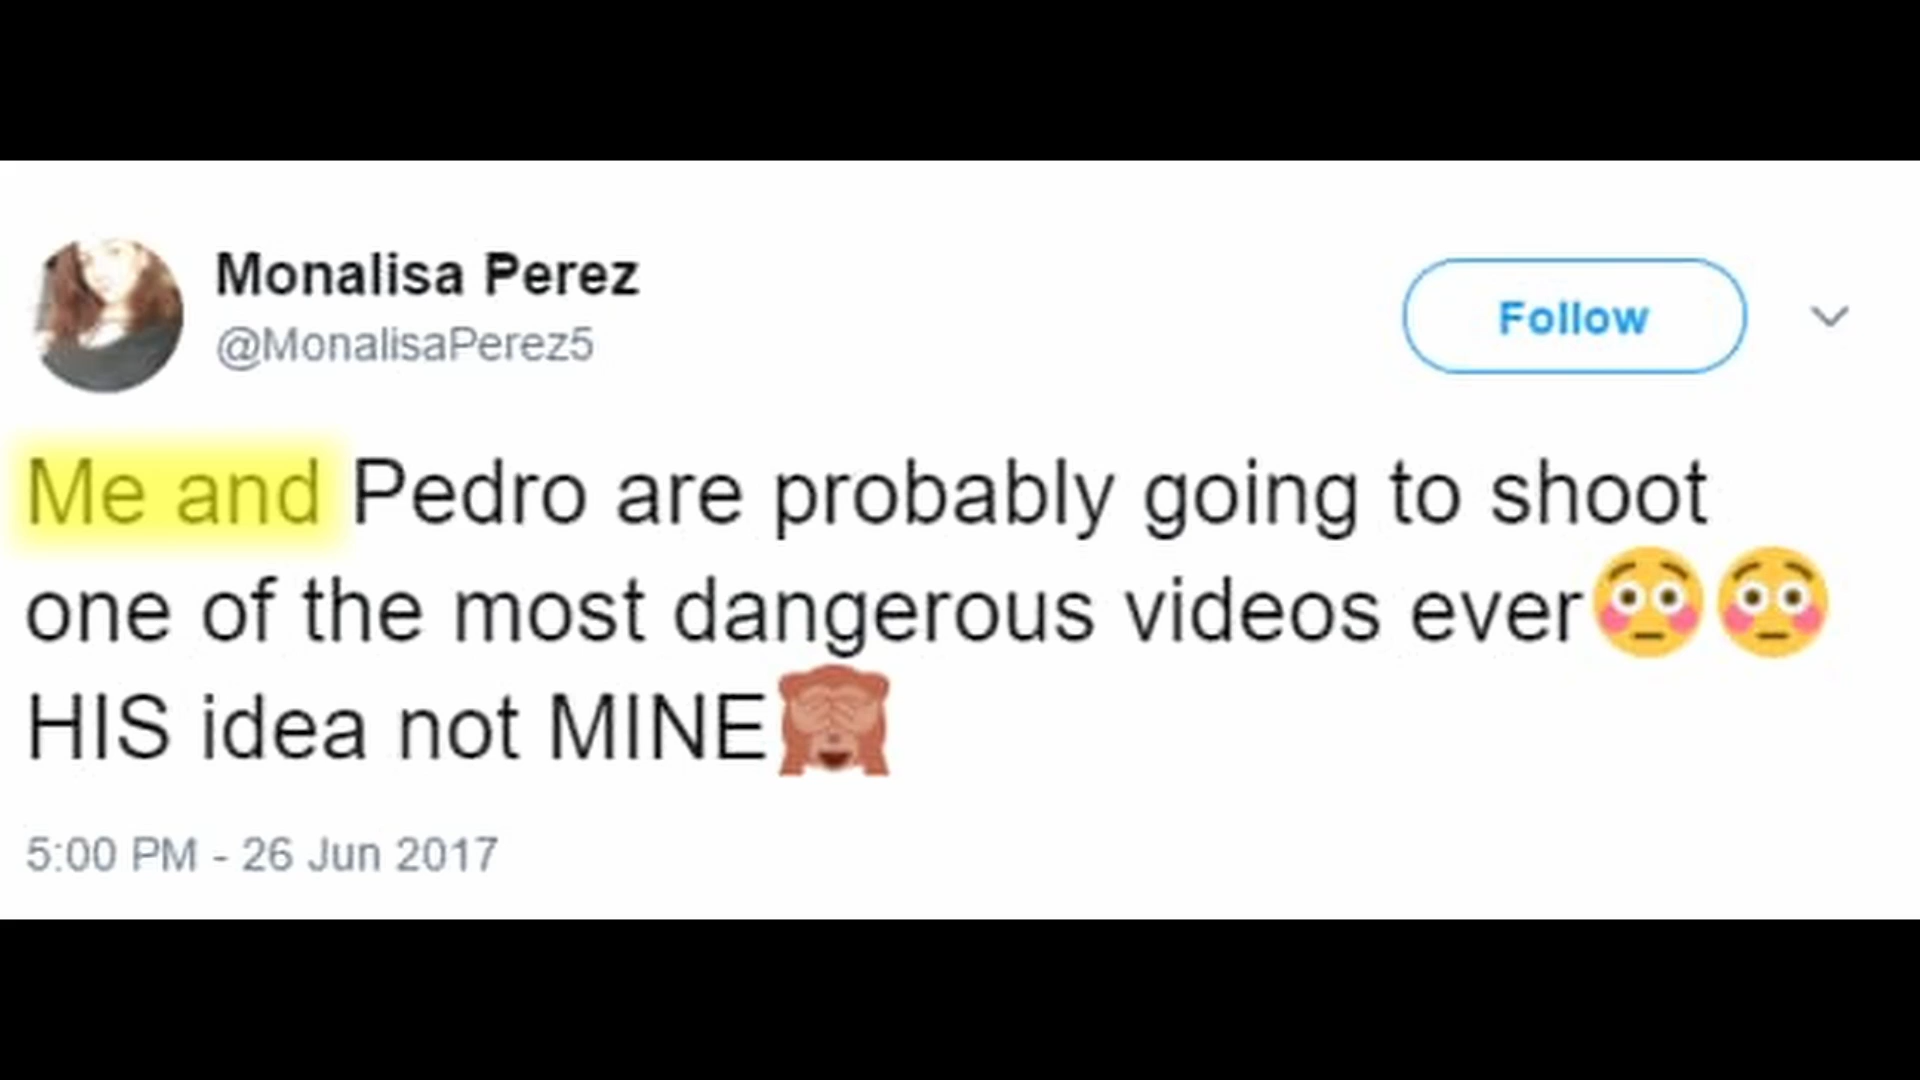 Monalisa Perez
@MonalisaPerez5
Follow
Me and Pedro are probably going to shoot
one of the most dangerous videos ever😳😳
HIS idea not MINE🙈
5:00 PM - 26 Jun 2017